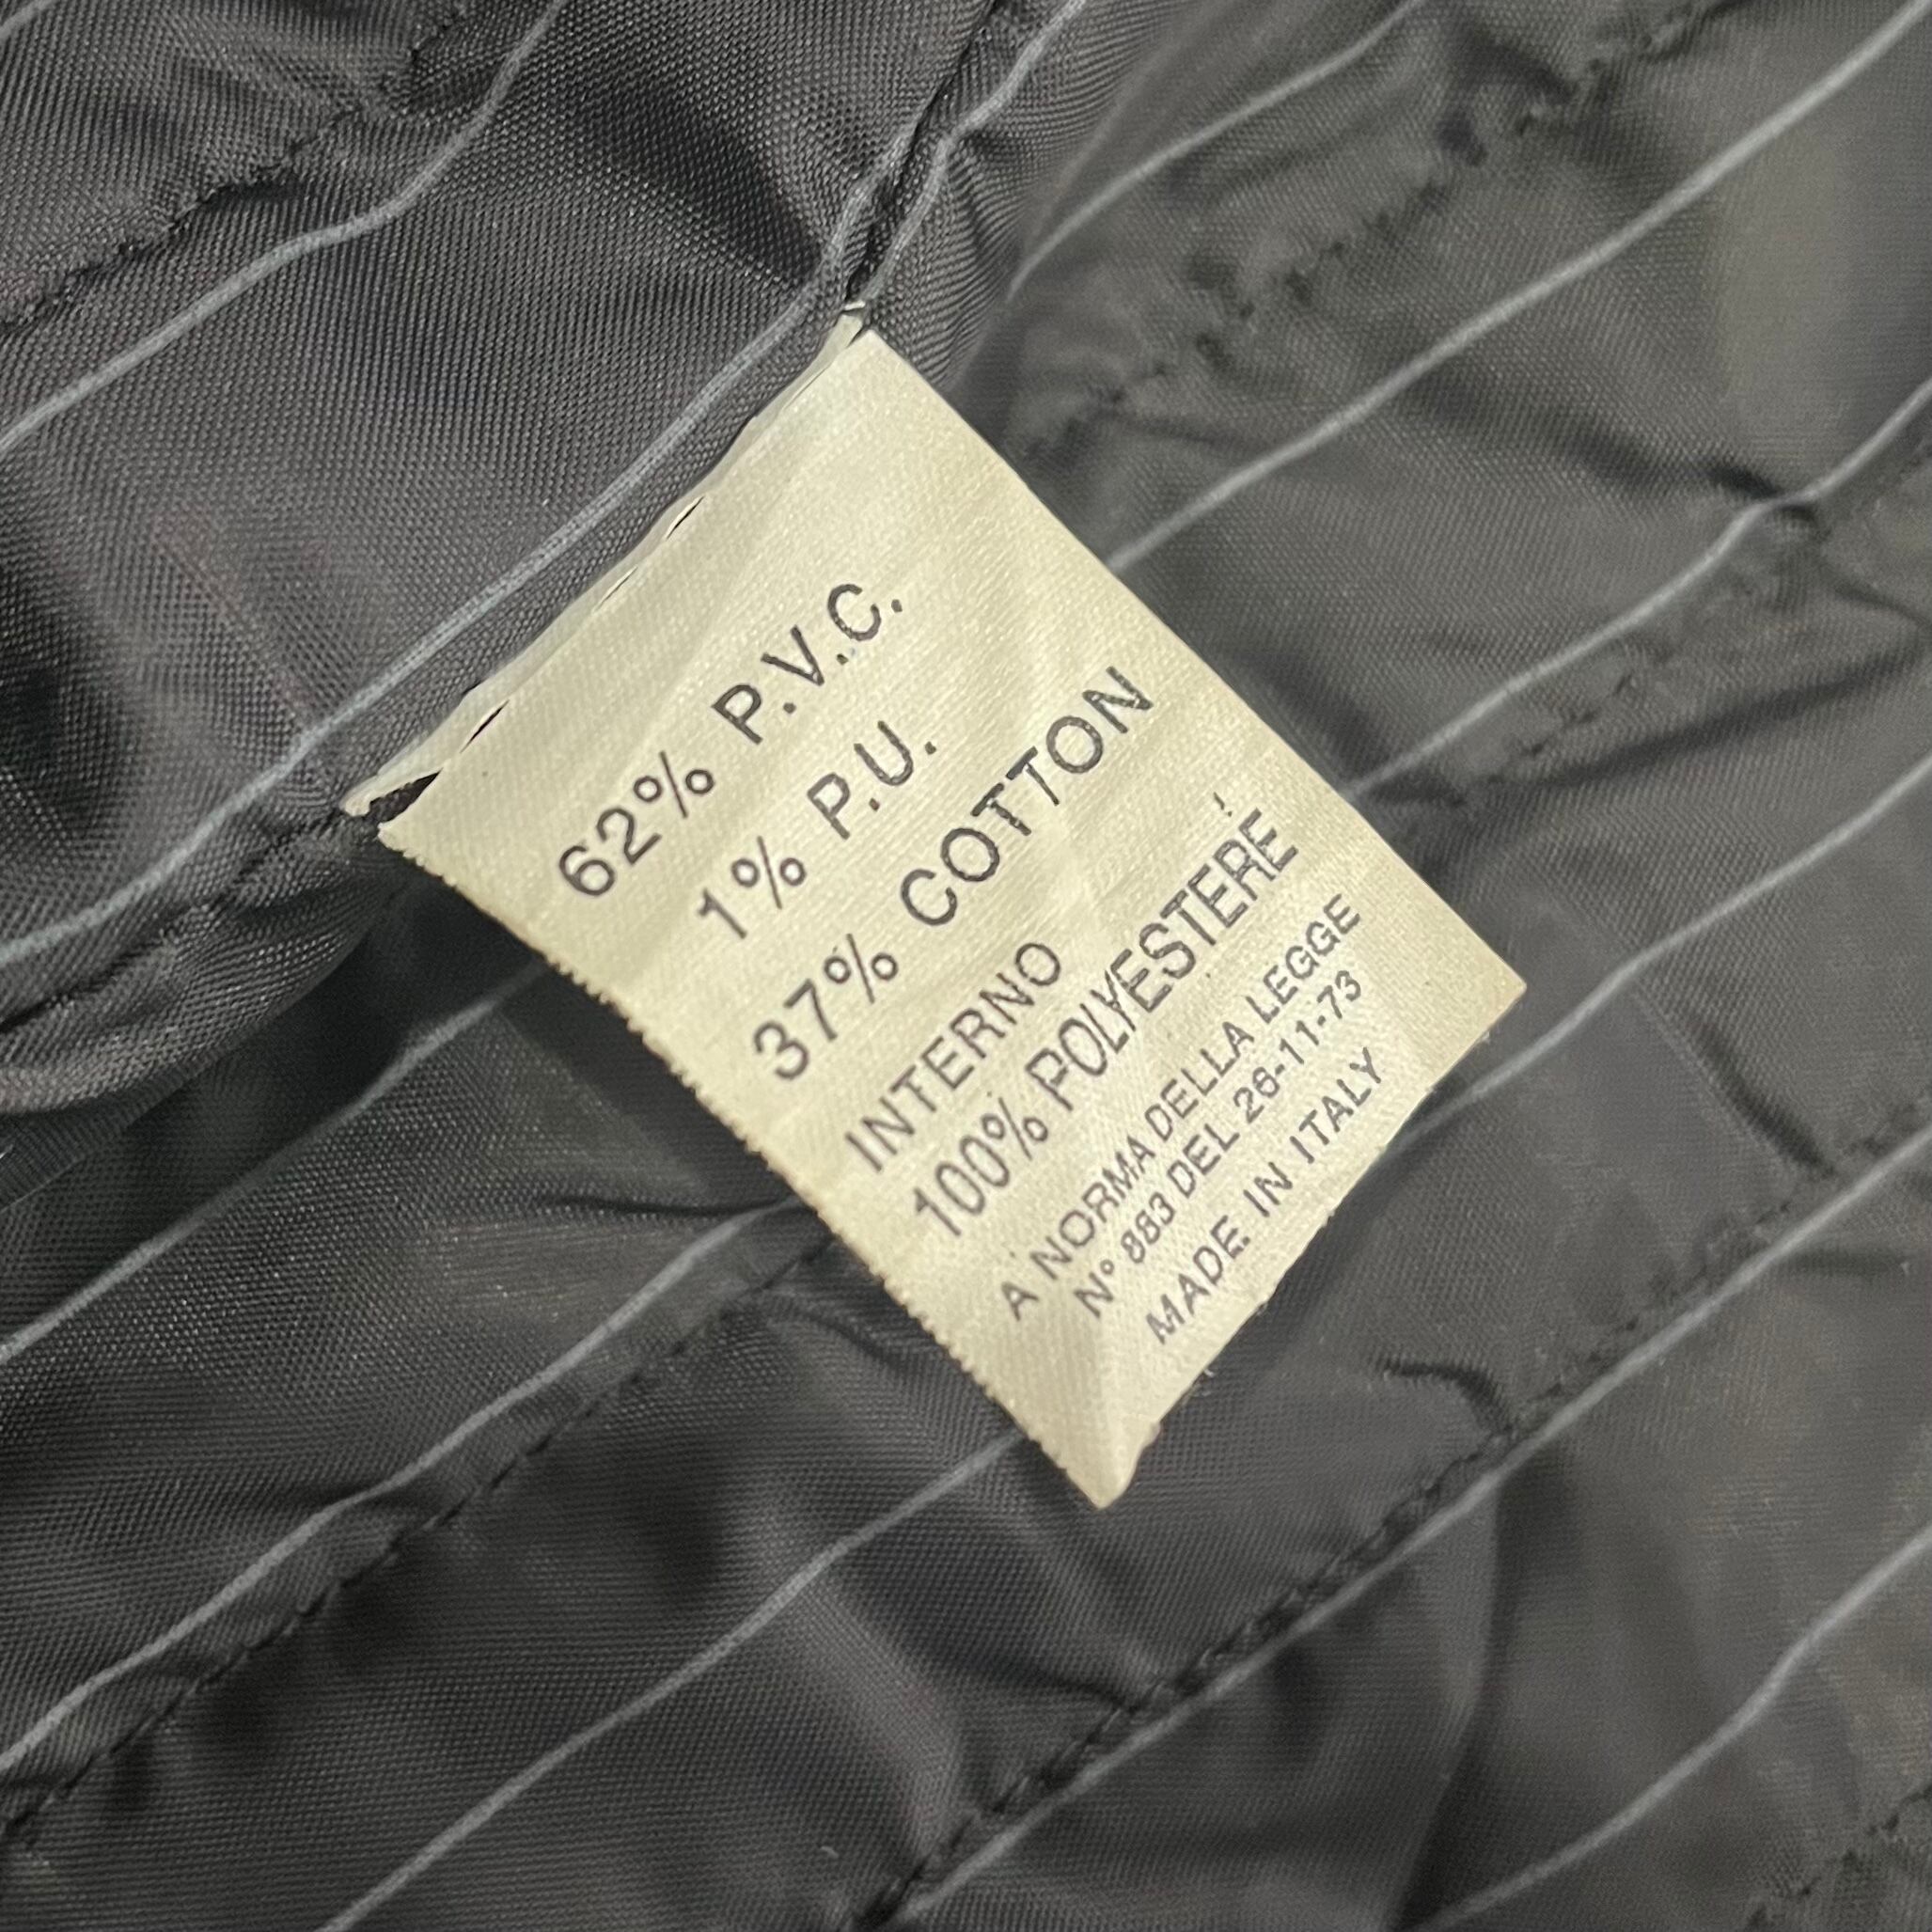 62% P.V.C.
1% P.U.
37% COTTON
INTERNO
100% POLYESTERE
A NORMA DELLA LEGGE
N° 883 DEL 26-11-73
MADE IN ITALY